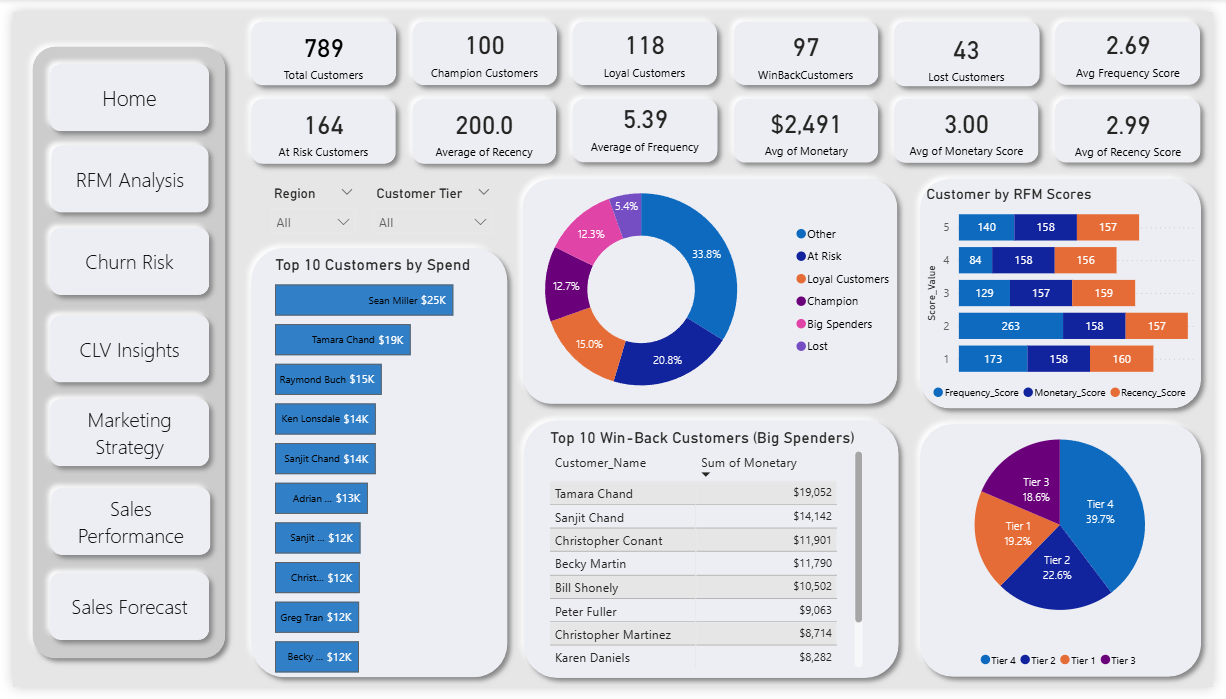 Home
RFM Analysis
Churn Risk
CLV Insights
Marketing
Strategy
Sales
Performance
Sales Forecast
789
Total Customers
100
Champion Customers
118
Loyal Customers
97
WinBackCustomers
43
Lost Customers
2.69
Avg Frequency Score
164
At Risk Customers
200.0
Average of Recency
5.39
Average of Frequency
$2,491
Avg of Monetary
3.00
Avg of Monetary Score
2.99
Avg of Recency Score
Region
All
Customer Tier
All
Top 10 Customers by Spend
Sean Miller $25K
Tamara Chand $19K
Raymond Buch $15K
Ken Lonsdale $14K
Sanjit Chand $14K
Adrian ... $13K
Sanjit ... $12K
Christ... $12K
Greg Tran $12K
Becky ... $12K
5.4%
12.3%
33.8%
12.7%
15.0%
20.8%
Other
At Risk
Loyal Customers
Champion
Big Spenders
Lost
Customer by RFM Scores
Score_Value
5 140 158 157
4 84 158 156
3 129 157 159
2 263 158 157
1 173 158 160
Frequency_Score Monetary_Score Recency_Score
Top 10 Win-Back Customers (Big Spenders)
Customer_Name Sum of Monetary
Tamara Chand $19,052
Sanjit Chand $14,142
Christopher Conant $11,901
Becky Martin $11,790
Bill Shonely $10,502
Peter Fuller $9,063
Christopher Martinez $8,714
Karen Daniels $8,282
Tier 3
18.6%
Tier 4
39.7%
Tier 1
19.2%
Tier 2
22.6%
Tier 4 Tier 2 Tier 1 Tier 3